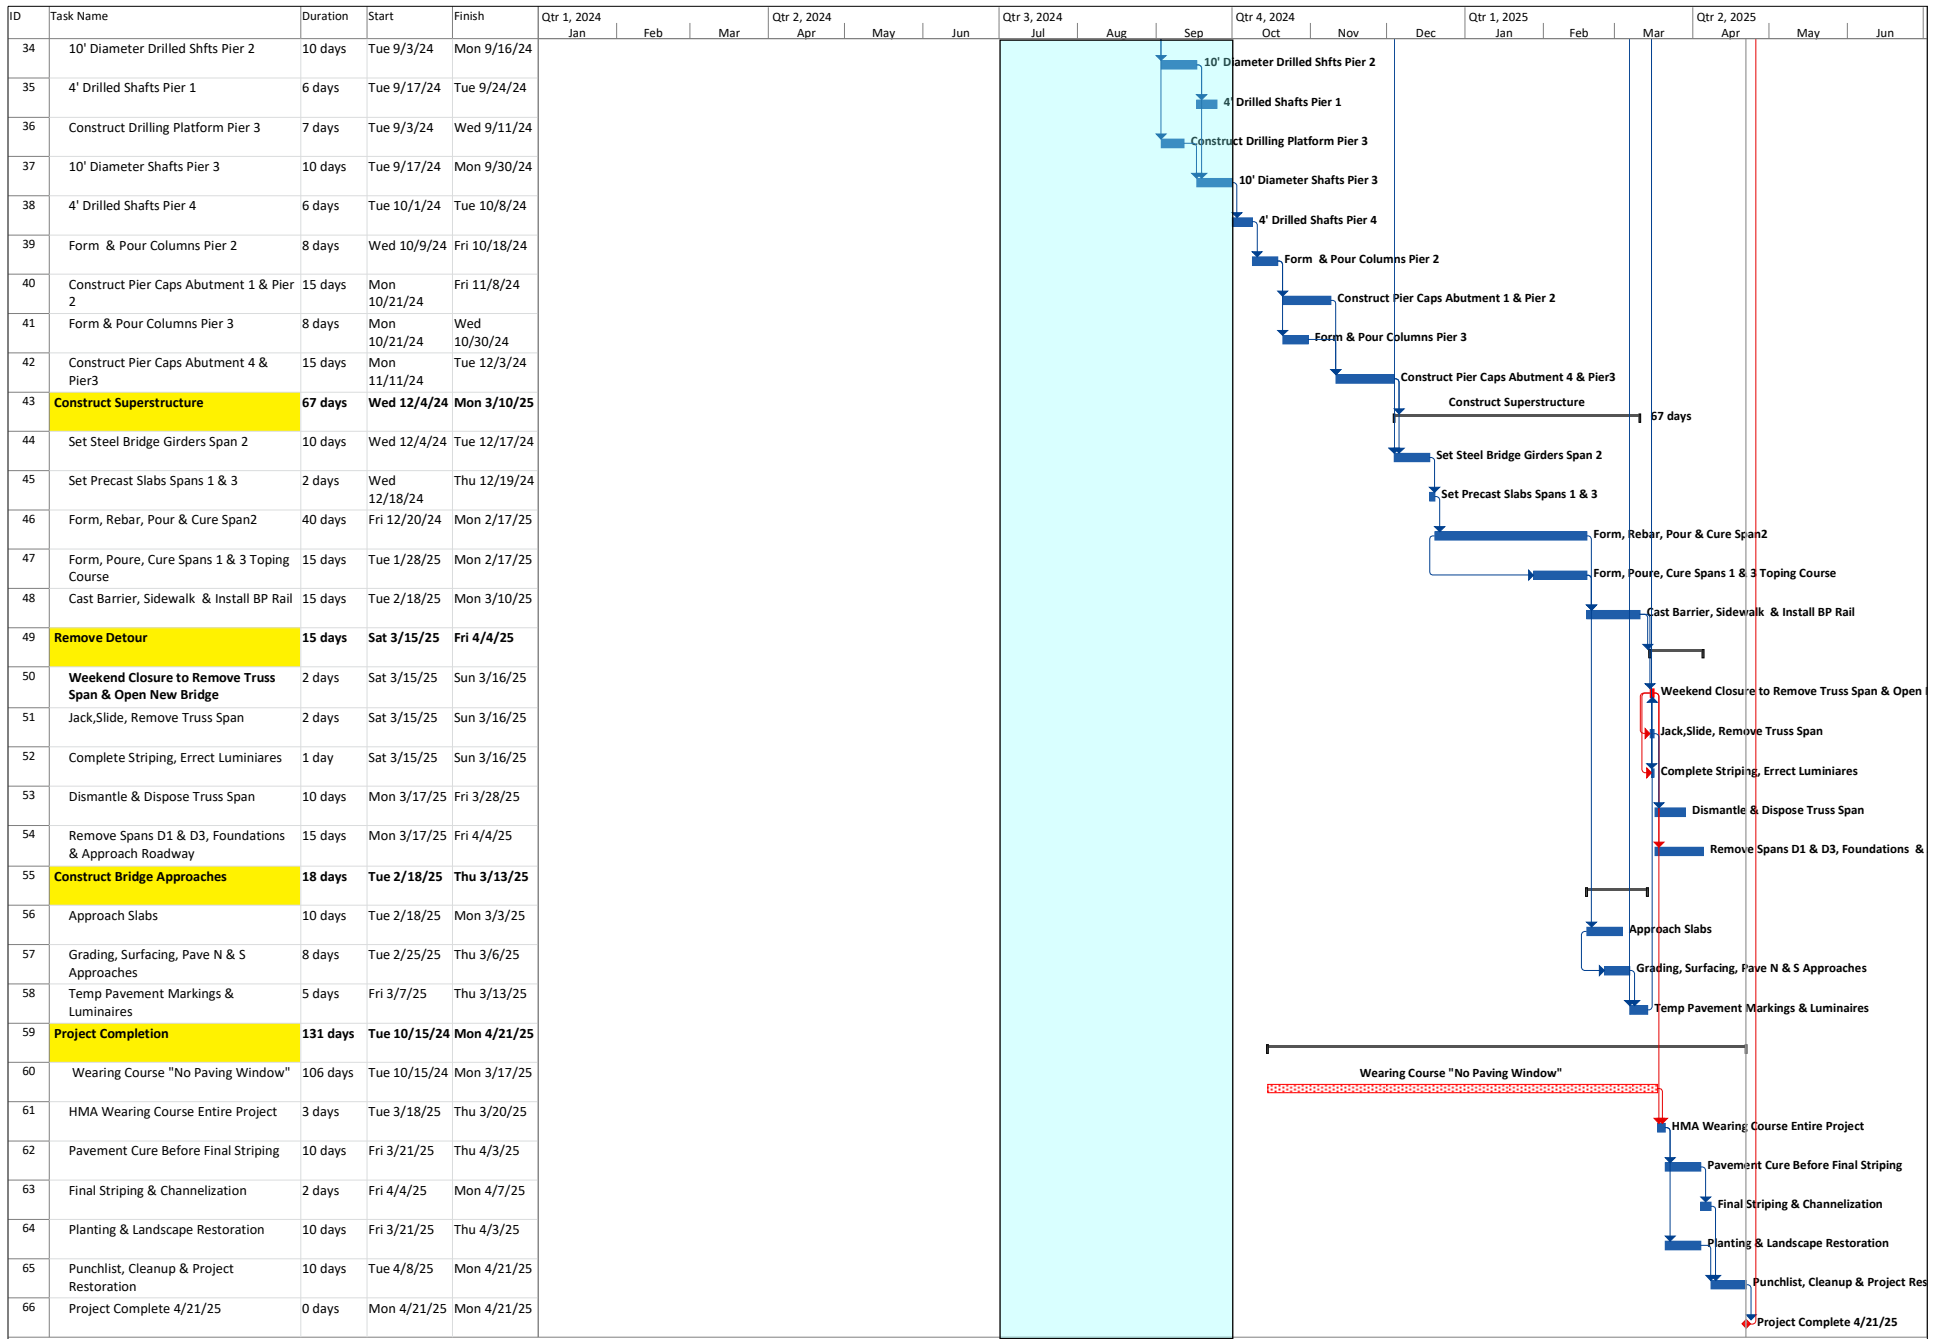 ID Task Name Duration Start Finish Qtr 1, 2024 Qtr 2, 2024 Qtr 3, 2024 Qtr 4, 2024 Qtr 1, 2025 Qtr 2, 2025
Jan Feb Mar Apr May Jun Jul Aug Sep Oct Nov Dec Jan Feb Mar Apr May Jun
34 10' Diameter Drilled Shfts Pier 2 10 days Tue 9/3/24 Mon 9/16/24
10' Diameter Drilled Shfts Pier 2
35 4' Drilled Shafts Pier 1 6 days Tue 9/17/24 Tue 9/24/24
4' Drilled Shafts Pier 1
36 Construct Drilling Platform Pier 3 7 days Tue 9/3/24 Wed 9/11/24
Construct Drilling Platform Pier 3
37 10' Diameter Shafts Pier 3 10 days Tue 9/17/24 Mon 9/30/24
10' Diameter Shafts Pier 3
38 4' Drilled Shafts Pier 4 6 days Tue 10/1/24 Tue 10/8/24
4' Drilled Shafts Pier 4
39 Form & Pour Columns Pier 2 8 days Wed 10/9/24 Fri 10/18/24
Form & Pour Columns Pier 2
40 Construct Pier Caps Abutment 1 & Pier 15 days Mon Fri 11/8/24
2 10/21/24
Construct Pier Caps Abutment 1 & Pier 2
41 Form & Pour Columns Pier 3 8 days Mon Wed
10/21/24 10/30/24
Form & Pour Columns Pier 3
42 Construct Pier Caps Abutment 4 & 15 days Mon Tue 12/3/24
Pier3 11/11/24
Construct Pier Caps Abutment 4 & Pier3
43 Construct Superstructure 67 days Wed 12/4/24 Mon 3/10/25
Construct Superstructure
67 days
44 Set Steel Bridge Girders Span 2 10 days Wed 12/4/24 Tue 12/17/24
Set Steel Bridge Girders Span 2
45 Set Precast Slabs Spans 1 & 3 2 days Wed Thu 12/19/24
12/18/24
Set Precast Slabs Spans 1 & 3
46 Form, Rebar, Pour & Cure Span2 40 days Fri 12/20/24 Mon 2/17/25
Form, Rebar, Pour & Cure Span2
47 Form, Poure, Cure Spans 1 & 3 Toping 15 days Tue 1/28/25 Mon 2/17/25
Course
Form, Poure, Cure Spans 1 & 3 Toping Course
48 Cast Barrier, Sidewalk & Install BP Rail 15 days Tue 2/18/25 Mon 3/10/25
Cast Barrier, Sidewalk & Install BP Rail
49 Remove Detour 15 days Sat 3/15/25 Fri 4/4/25
50 Weekend Closure to Remove Truss 2 days Sat 3/15/25 Sun 3/16/25
Span & Open New Bridge
Weekend Closure to Remove Truss Span & Open
51 Jack,Slide, Remove Truss Span 2 days Sat 3/15/25 Sun 3/16/25
Jack,Slide, Remove Truss Span
52 Complete Striping, Errect Luminiares 1 day Sat 3/15/25 Sun 3/16/25
Complete Striping, Errect Luminiares
53 Dismantle & Dispose Truss Span 10 days Mon 3/17/25 Fri 3/28/25
Dismantle & Dispose Truss Span
54 Remove Spans D1 & D3, Foundations 15 days Mon 3/17/25 Fri 4/4/25
& Approach Roadway
Remove Spans D1 & D3, Foundations &
55 Construct Bridge Approaches 18 days Tue 2/18/25 Thu 3/13/25
56 Approach Slabs 10 days Tue 2/18/25 Mon 3/3/25
Approach Slabs
57 Grading, Surfacing, Pave N & S 8 days Tue 2/25/25 Thu 3/6/25
Approaches
Grading, Surfacing, Pave N & S Approaches
58 Temp Pavement Markings & 5 days Fri 3/7/25 Thu 3/13/25
Luminaires
Temp Pavement Markings & Luminaires
59 Project Completion 131 days Tue 10/15/24 Mon 4/21/25
60 Wearing Course "No Paving Window" 106 days Tue 10/15/24 Mon 3/17/25
Wearing Course "No Paving Window"
61 HMA Wearing Course Entire Project 3 days Tue 3/18/25 Thu 3/20/25
HMA Wearing Course Entire Project
62 Pavement Cure Before Final Striping 10 days Fri 3/21/25 Thu 4/3/25
Pavement Cure Before Final Striping
63 Final Striping & Channelization 2 days Fri 4/4/25 Mon 4/7/25
Final Striping & Channelization
64 Planting & Landscape Restoration 10 days Fri 3/21/25 Thu 4/3/25
Planting & Landscape Restoration
65 Punchlist, Cleanup & Project 10 days Tue 4/8/25 Mon 4/21/25
Restoration
Punchlist, Cleanup & Project Res
66 Project Complete 4/21/25 0 days Mon 4/21/25 Mon 4/21/25
Project Complete 4/21/25